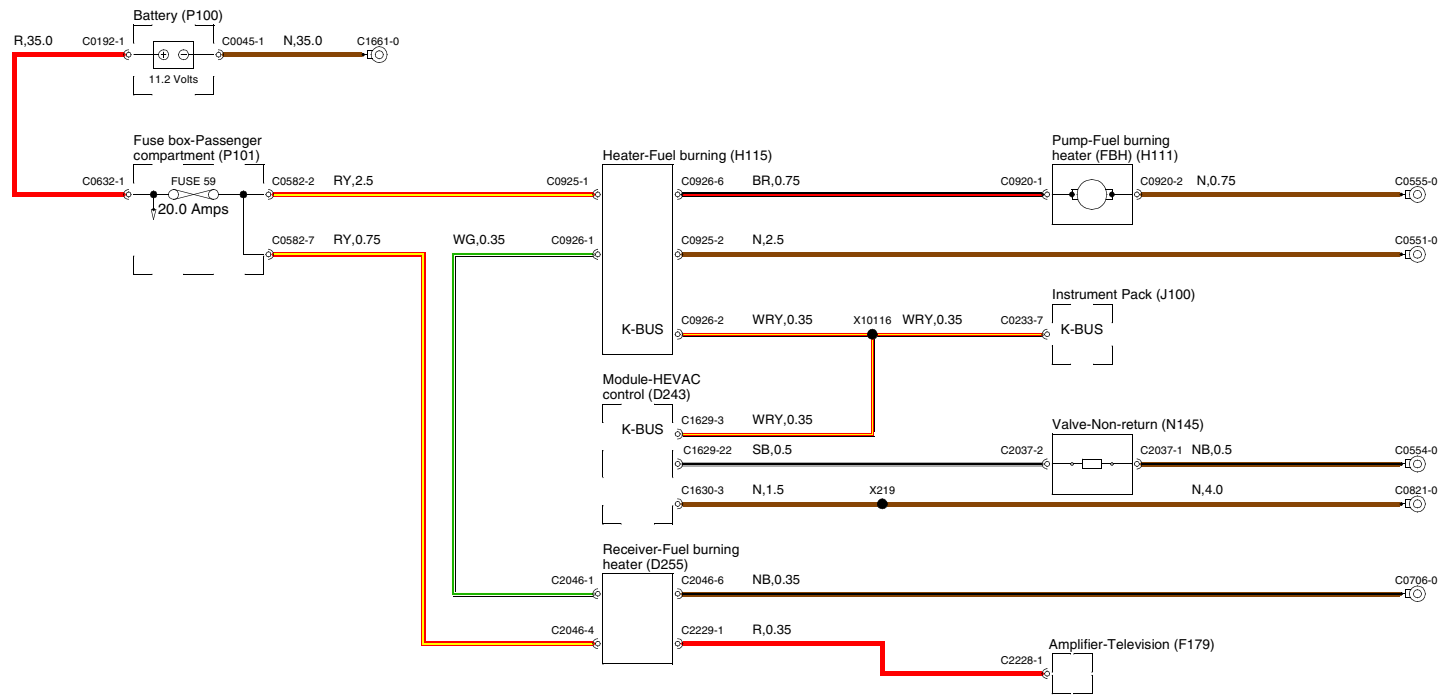 Battery (P100)
R,35.0
C0192-1
C0045-1
N,35.0
C1661-0
11.2 Volts
Fuse box-Passenger
compartment (P101)
C0632-1
FUSE 59
20.0 Amps
C0582-2
RY,2.5
C0582-7
RY,0.75
WG,0.35
Heater-Fuel burning (H115)
C0925-1
C0926-1
K-BUS
C0926-6
BR,0.75
C0925-2
N,2.5
C0926-2
WRY,0.35
X10116
WRY,0.35
C0233-7
Pump-Fuel burning
heater (FBH) (H111)
C0920-1
C0920-2
N,0.75
C0555-0
C0551-0
Instrument Pack (J100)
K-BUS
Module-HEVAC
control (D243)
K-BUS
C1629-3
WRY,0.35
C1629-22
SB,0.5
C1630-3
N,1.5
X219
N,4.0
C0821-0
Valve-Non-return (N145)
C2037-2
C2037-1
NB,0.5
C0554-0
Receiver-Fuel burning
heater (D255)
C2046-1
C2046-4
C2046-6
NB,0.35
C0706-0
C2229-1
R,0.35
C2228-1
Amplifier-Television (F179)